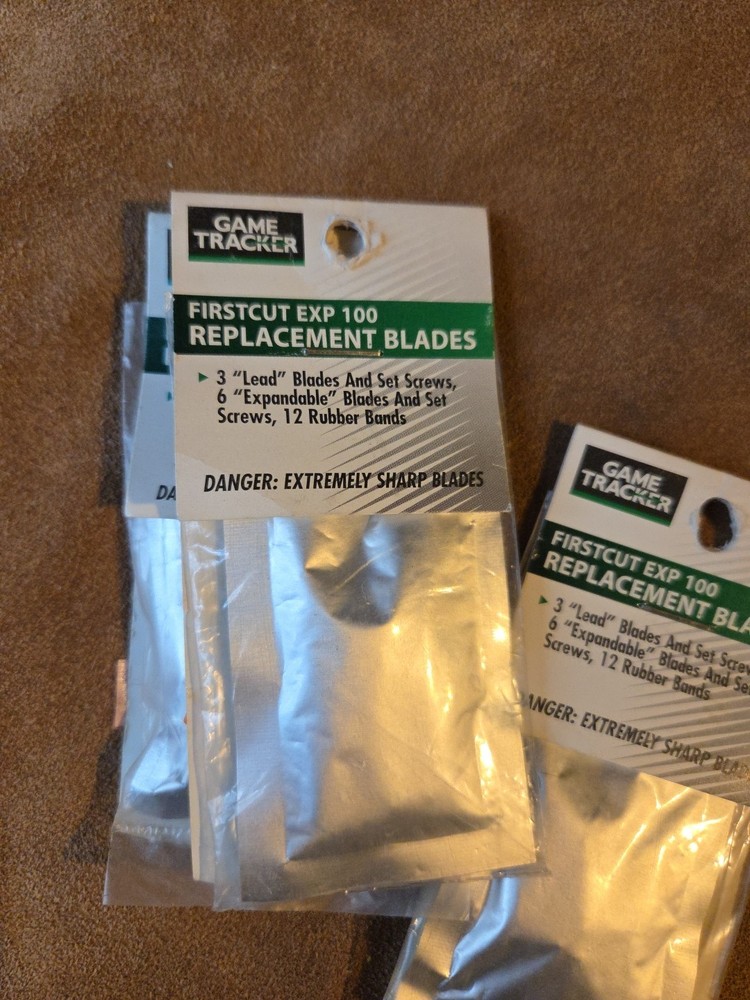 GAME
TRACKER
FIRSTCUT EXP 100
REPLACEMENT BLADES
3 "Lead" Blades And Set Screws,
6 "Expandable" Blades And Set
Screws, 12 Rubber Bands
DANGER: EXTREMELY SHARP BLADES
DA
GAME
TRACKER
FIRSTCUT EXP 100
REPLACEMENT BLA
3 "Lead" Blades And Set Screw
6 "Expandable" Blades And Se
Screws, 12 Rubber Bands
ANGER: EXTREMELY SHARP BLAD